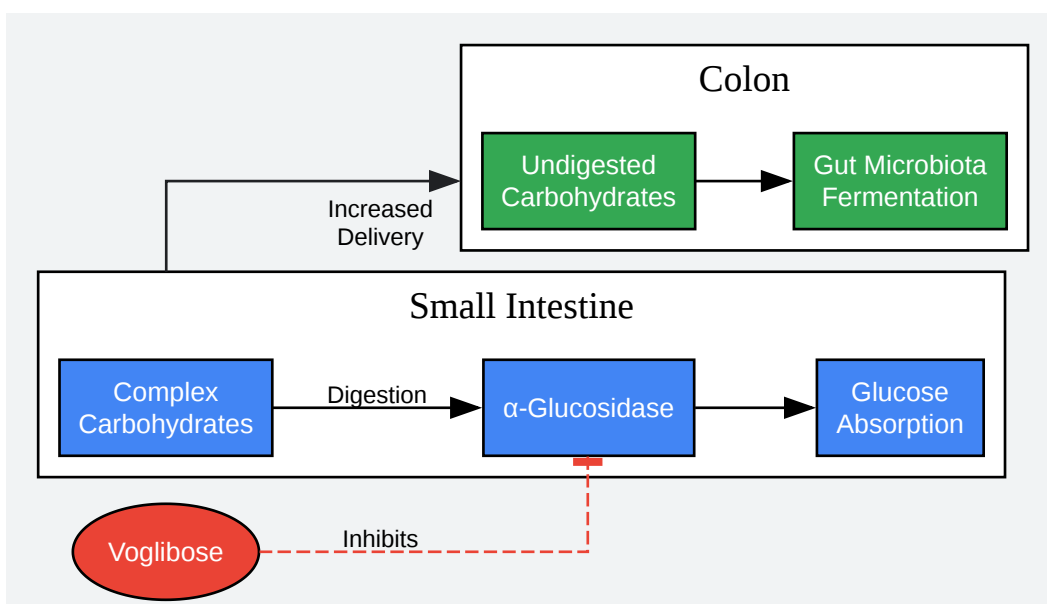 Colon
Undigested
Carbohydrates
Gut Microbiota
Fermentation
Increased
Delivery
Small Intestine
Complex
Carbohydrates
Digestion
α-Glucosidase
Glucose
Absorption
Voglibose
Inhibits